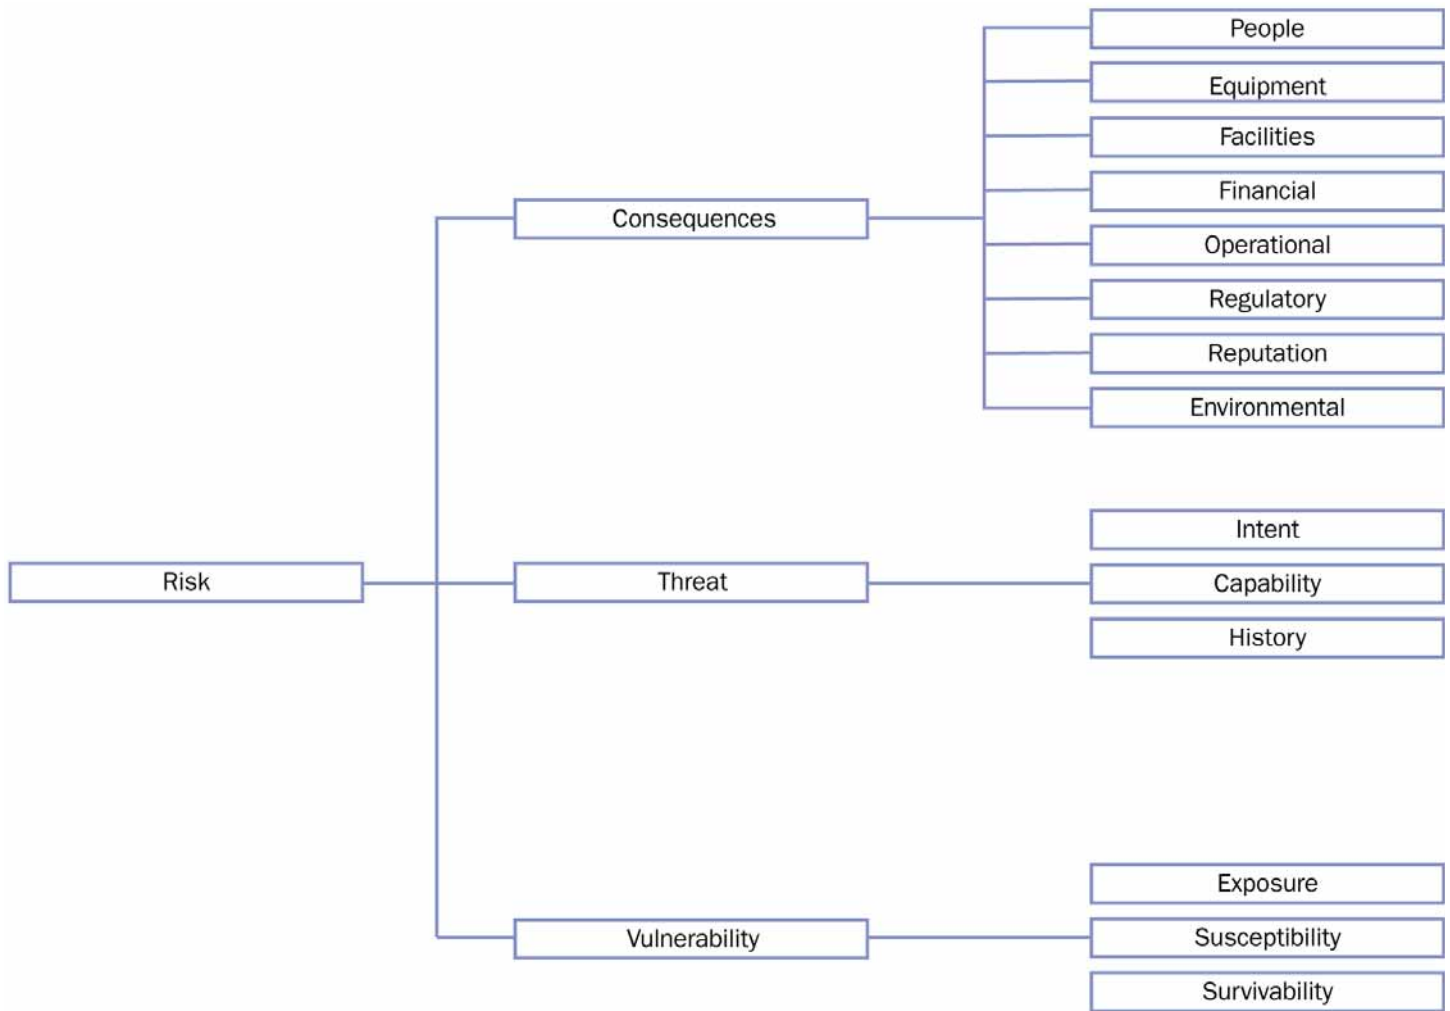 People
Equipment
Facilities
Financial
Consequences
Operational
Regulatory
Reputation
Environmental
Intent
Risk
Threat
Capability
History
Exposure
Vulnerability
Susceptibility
Survivability